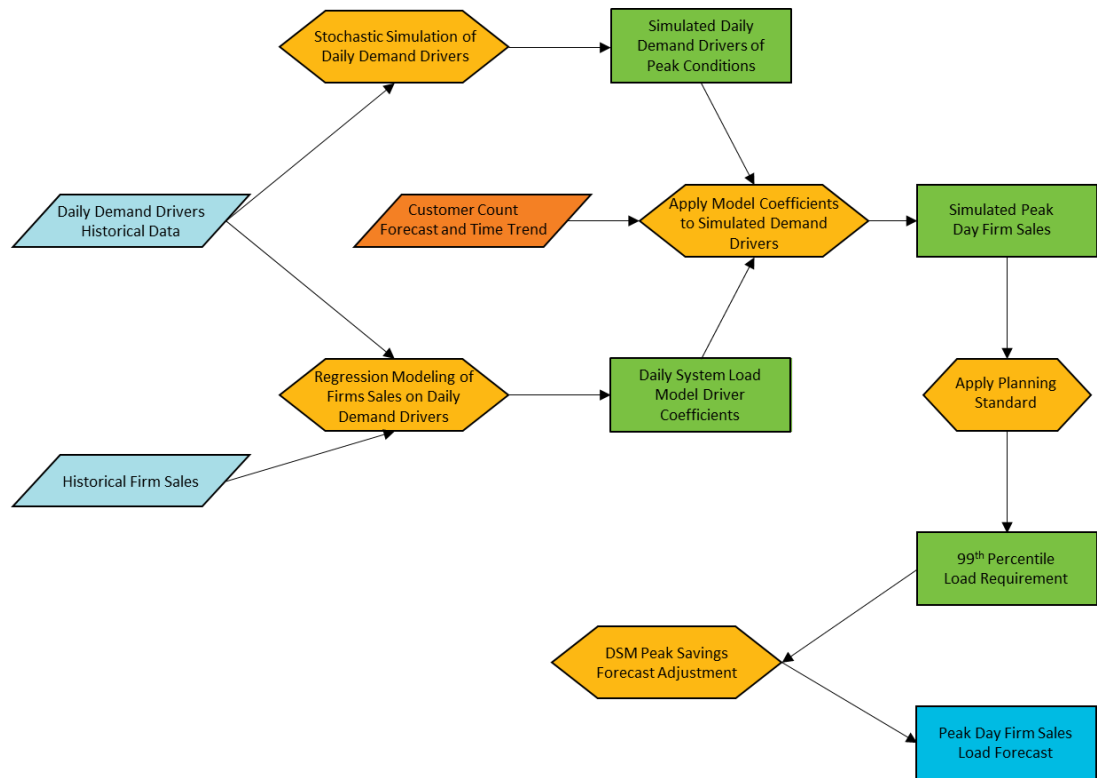 Stochastic Simulation of
Daily Demand Drivers
Simulated Daily
Demand Drivers of
Peak Conditions
Daily Demand Drivers
Historical Data
Customer Count
Forecast and Time Trend
Apply Model Coefficients
to Simulated Demand
Drivers
Simulated Peak
Day Firm Sales
Regression Modeling of
Firms Sales on Daily
Demand Drivers
Daily System Load
Model Driver
Coefficients
Apply Planning
Standard
Historical Firm Sales
99th Percentile
Load Requirement
DSM Peak Savings
Forecast Adjustment
Peak Day Firm Sales
Load Forecast